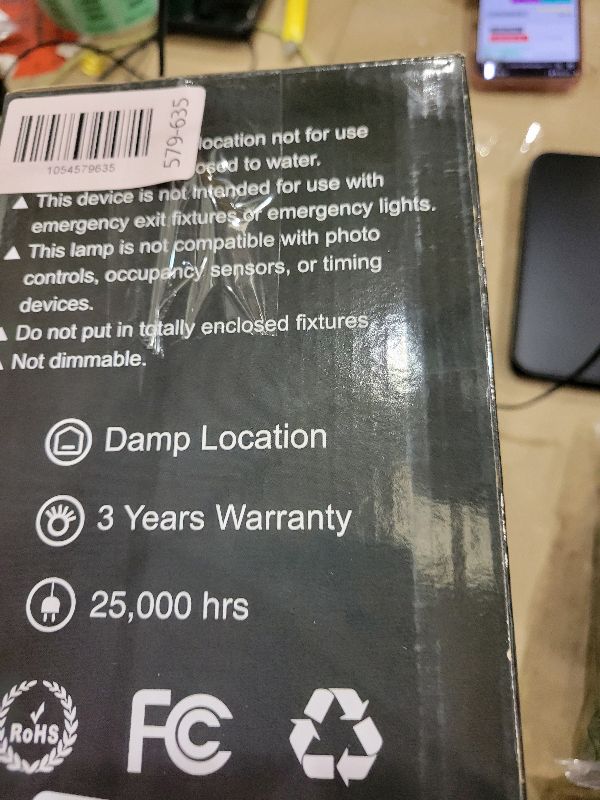 location not for use
1054579635
579-635
osed to water.
This device is not Intended for use with
emergency exit fixtures or emergency lights.
This lamp is not compatible with photo
controls, occupancy sensors, or timing
devices.
Do not put in totally enclosed fixtures
Not dimmable.
Damp Location
3 Years Warranty
25,000 hrs
RoHS
FC